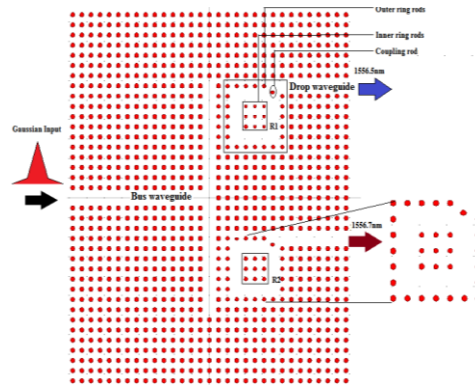 Outer ring rods
Inner ring rods
Coupling rod
1556.5nm
Drop waveguide
Gaussian Input
R1
Bus waveguide
1556.7nm
R2